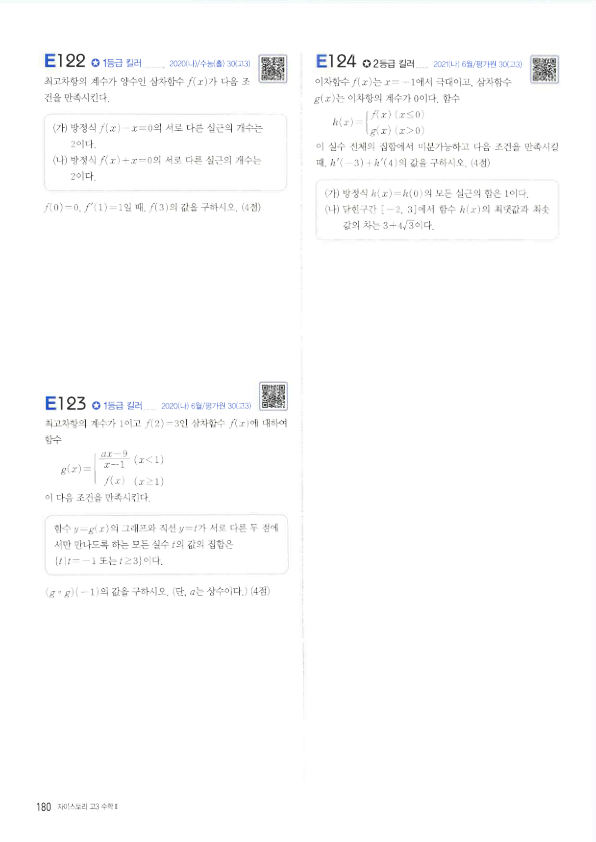 E122 ✪ 1등급 킬러 ____ 2020(나)/수능(홀) 30(고3)
최고차항의 계수가 양수인 삼차함수 f(x)가 다음 조
건을 만족시킨다.
(가) 방정식 f(x)-x=0의 서로 다른 실근의 개수는
2이다.
(나) 방정식 f(x)+x=0의 서로 다른 실근의 개수는
2이다.
f(0)=0, f′(1)=1일 때, f(3)의 값을 구하시오. (4점)
E123 ✪ 1등급 킬러 ____ 2020(나) 6월/평가원 30(고3)
최고차항의 계수가 1이고 f(2)=3인 삼차함수 f(x)에 대하여
함수
g(x)={ (ax-9)/(x-1) (x<1)
f(x) (x≥1)
이 다음 조건을 만족시킨다.
함수 y=g(x)의 그래프와 직선 y=t가 서로 다른 두 점에
서만 만나도록 하는 모든 실수 t의 값의 집합은
{t|t=-1 또는 t≥3}이다.
(g∘g)(-1)의 값을 구하시오. (단, a는 상수이다.) (4점)
E124 ✪ 2등급 킬러 ____ 2021(나) 6월/평가원 30(고3)
이차함수 f(x)는 x=-1에서 극대이고, 삼차함수
g(x)는 이차항의 계수가 0이다. 함수
h(x)={ f(x) (x≤0)
g(x) (x>0)
이 실수 전체의 집합에서 미분가능하고 다음 조건을 만족시킬
때, h′(-3)+h′(4)의 값을 구하시오. (4점)
(가) 방정식 h(x)=h(0)의 모든 실근의 합은 1이다.
(나) 닫힌구간 [-2, 3]에서 함수 h(x)의 최댓값과 최솟
값의 차는 3+4√3이다.
180 자이스토리 고3 수학Ⅱ